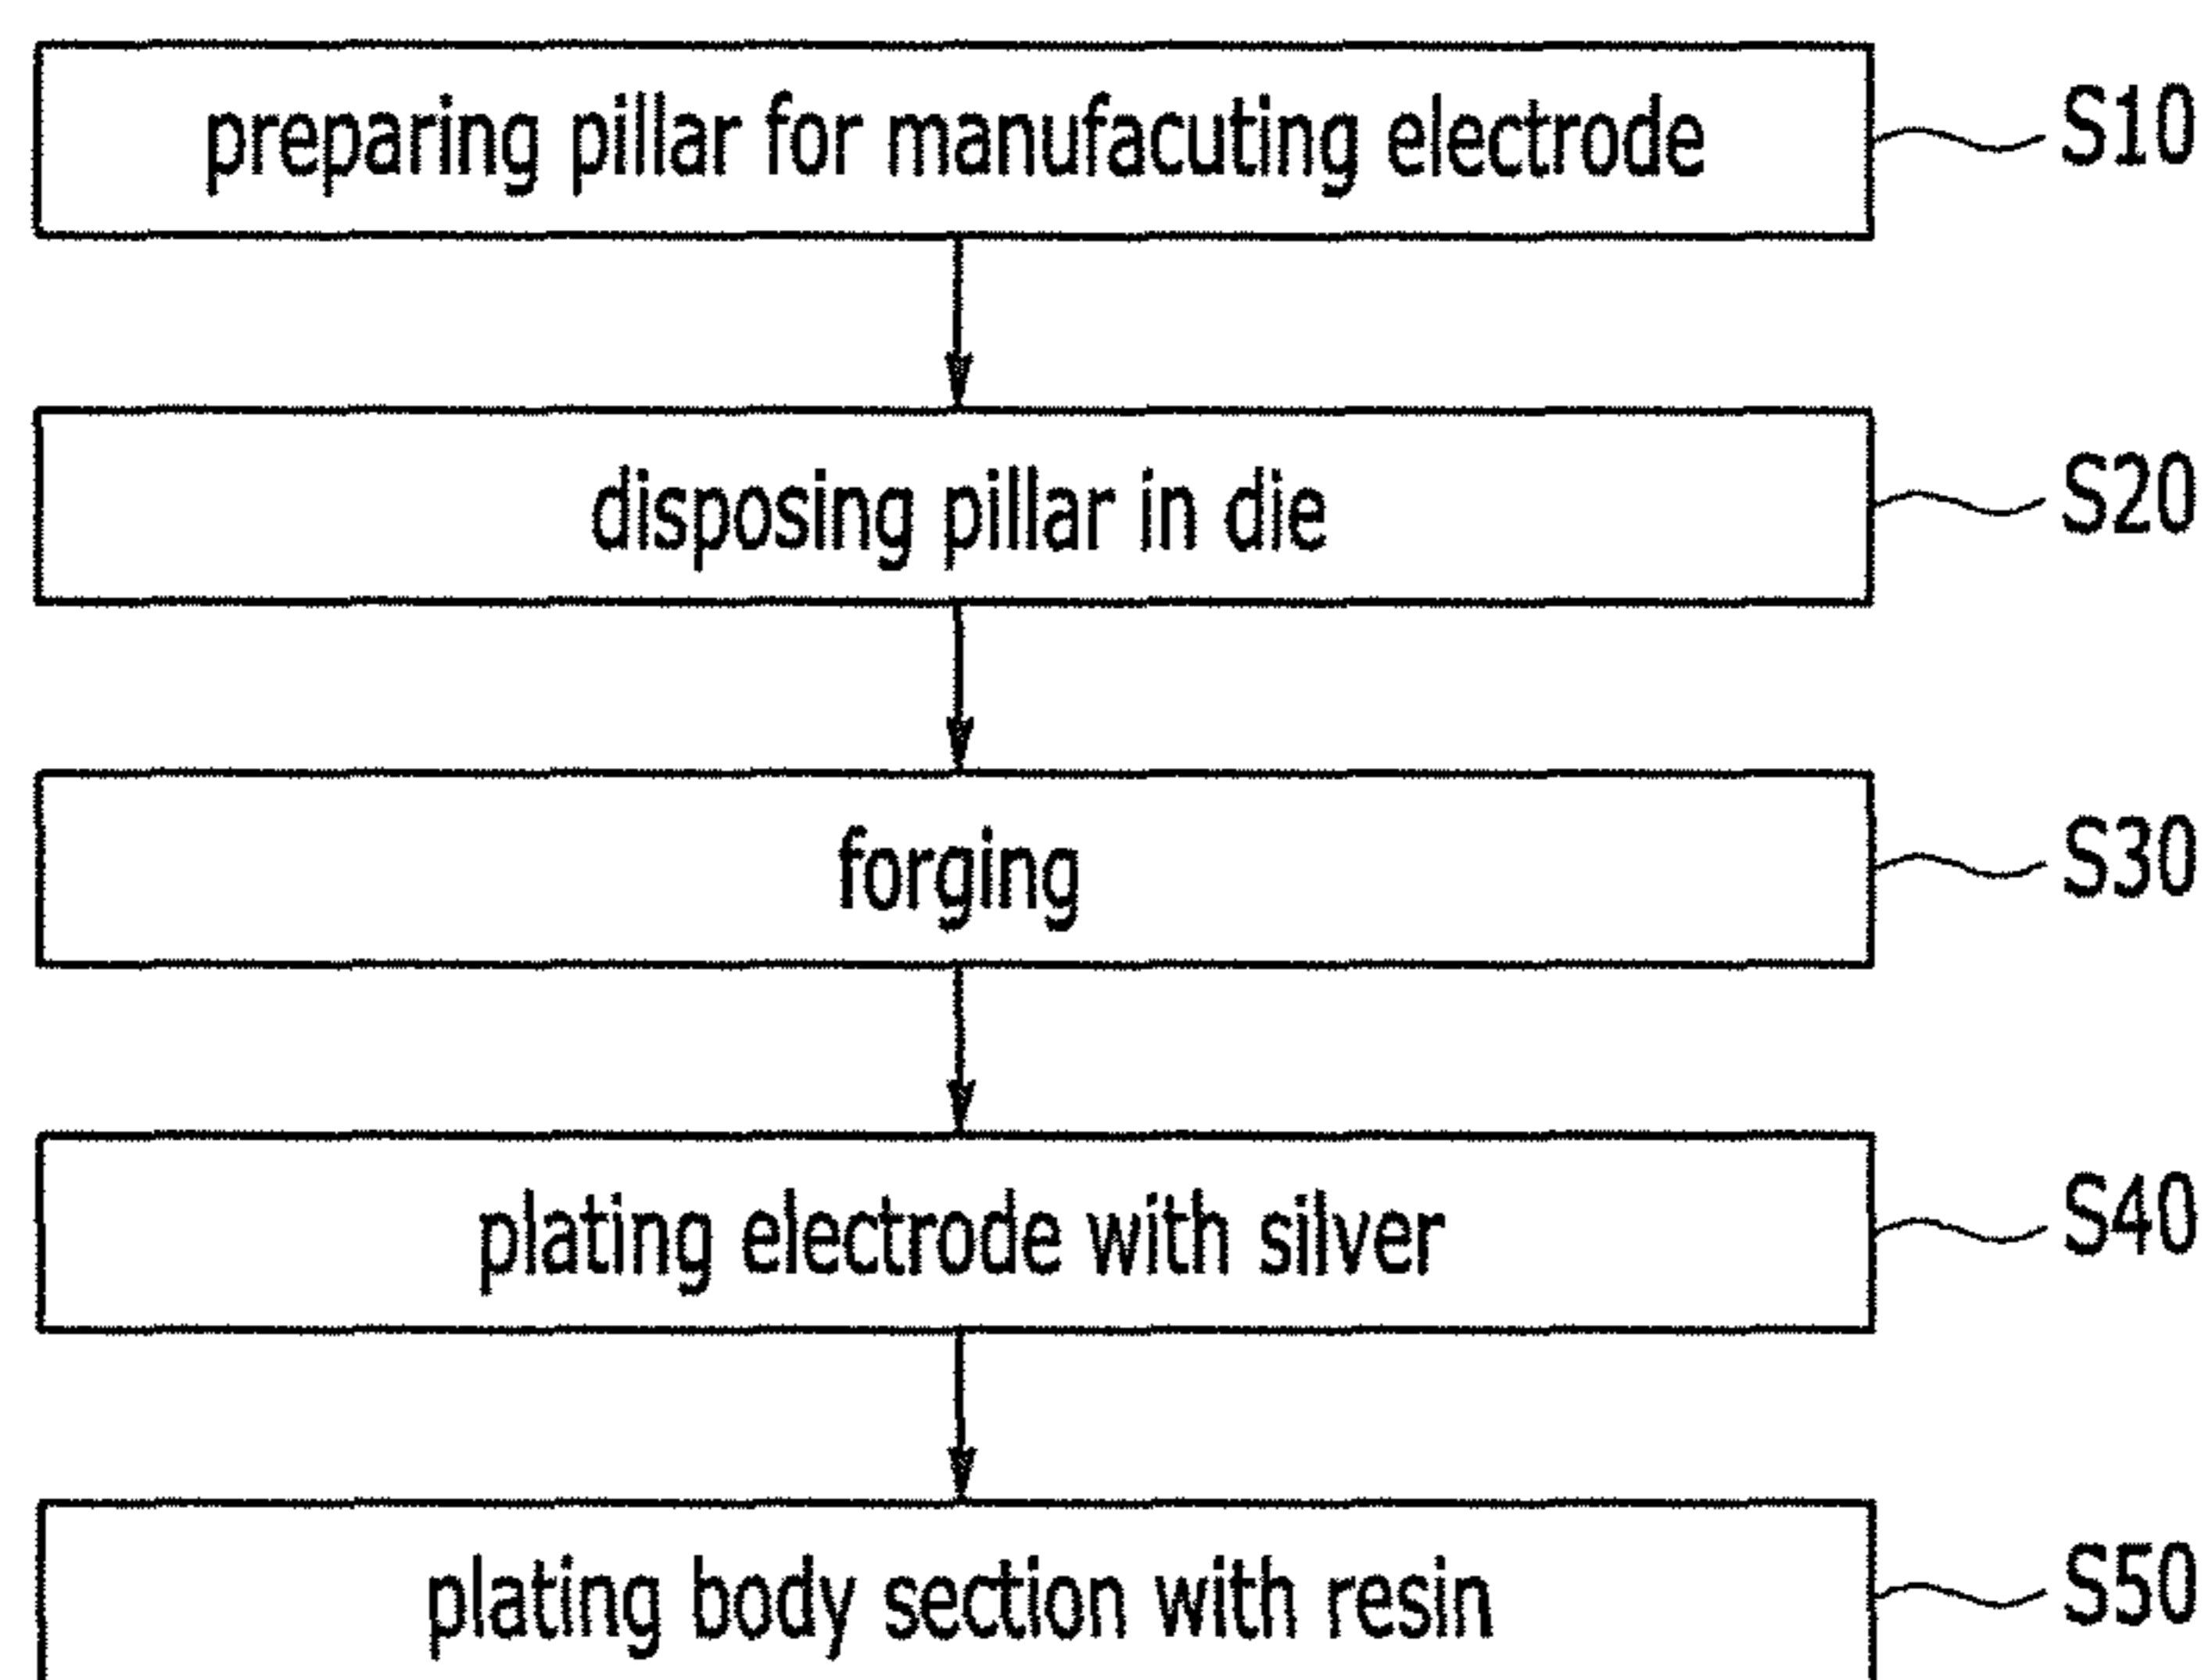 preparing pillar for manufacuting electrode S10
disposing pillar in die S20
forging S30
plating electrode with silver S40
plating body section with resin S50